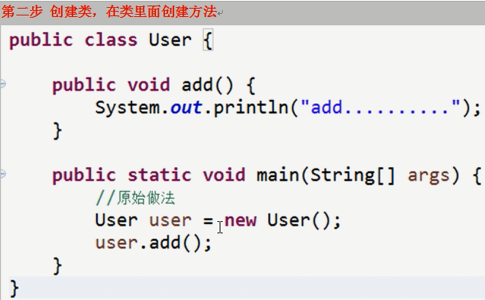 第二步 创建类，在类里面创建方法
public class User {
public void add() {
System.out.println("add..........");
}
public static void main(String[] args) {
//原始做法
User user = new User();
user.add();
}
}